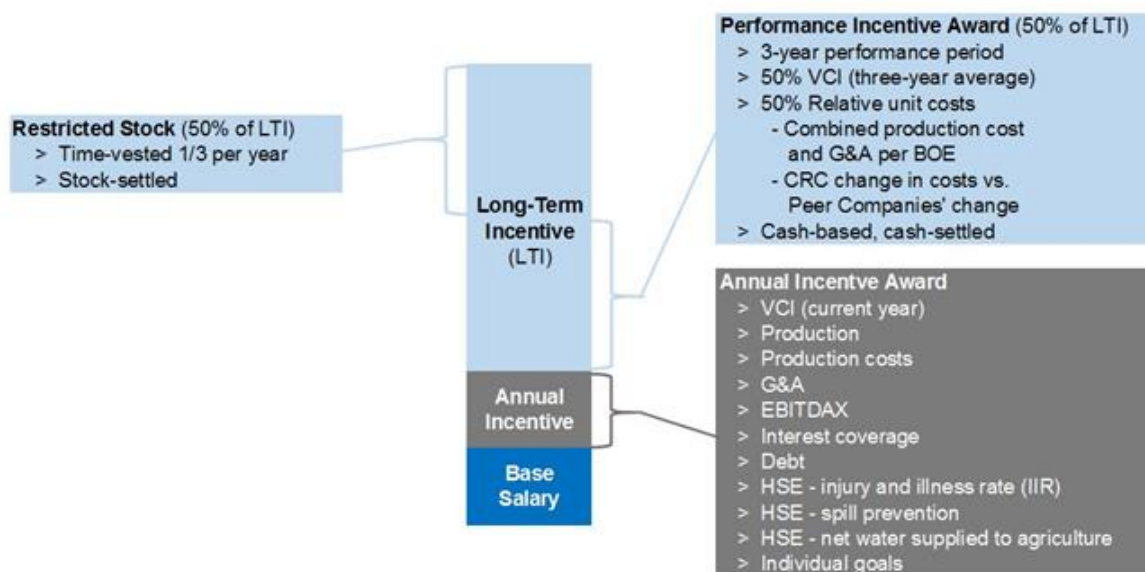 Restricted Stock (50% of LTI)
> Time-vested 1/3 per year
> Stock-settled
Long-Term
Incentive
(LTI)
Annual
Incentive
Base
Salary
Performance Incentive Award (50% of LTI)
> 3-year performance period
> 50% VCI (three-year average)
> 50% Relative unit costs
- Combined production cost
and G&A per BOE
- CRC change in costs vs.
Peer Companies' change
> Cash-based, cash-settled
Annual Incentve Award
> VCI (current year)
> Production
> Production costs
> G&A
> EBITDAX
> Interest coverage
> Debt
> HSE - injury and illness rate (IIR)
> HSE - spill prevention
> HSE - net water supplied to agriculture
> Individual goals